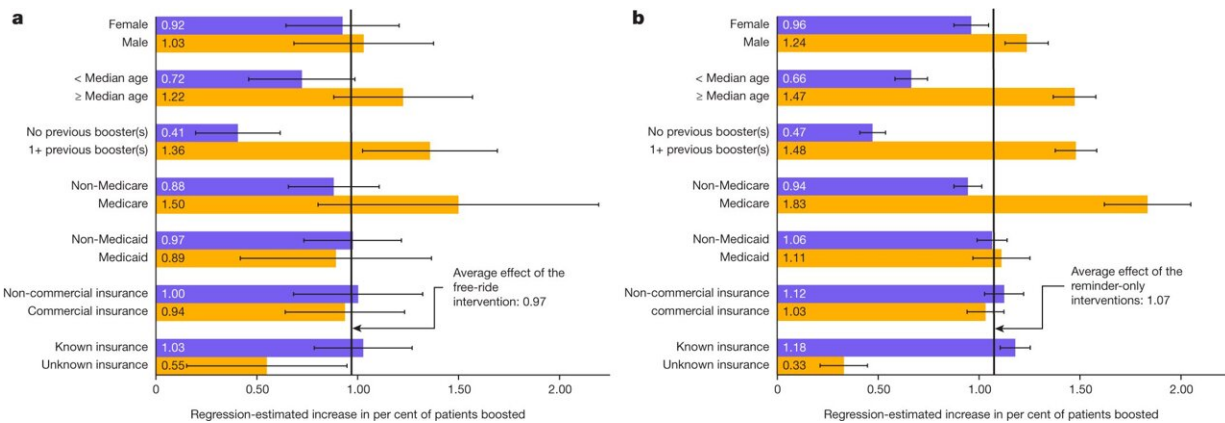 a
Female
0.92
Male
1.03
< Median age
0.72
≥ Median age
1.22
No previous booster(s)
0.41
1+ previous booster(s)
1.36
Non-Medicare
0.88
Medicare
1.50
Non-Medicaid
0.97
Medicaid
0.89
Average effect of the
free-ride
intervention: 0.97
Non-commercial insurance
1.00
Commercial insurance
0.94
Known insurance
1.03
Unknown insurance
0.55
0
0.50
1.00
1.50
2.00
Regression-estimated increase in per cent of patients boosted
b
Female
0.96
Male
1.24
< Median age
0.66
≥ Median age
1.47
No previous booster(s)
0.47
1+ previous booster(s)
1.48
Non-Medicare
0.94
Medicare
1.83
Non-Medicaid
1.06
Medicaid
1.11
Average effect of the
reminder-only
interventions: 1.07
Non-commercial insurance
1.12
commercial insurance
1.03
Known insurance
1.18
Unknown insurance
0.33
0
0.50
1.00
1.50
2.00
Regression-estimated increase in per cent of patients boosted